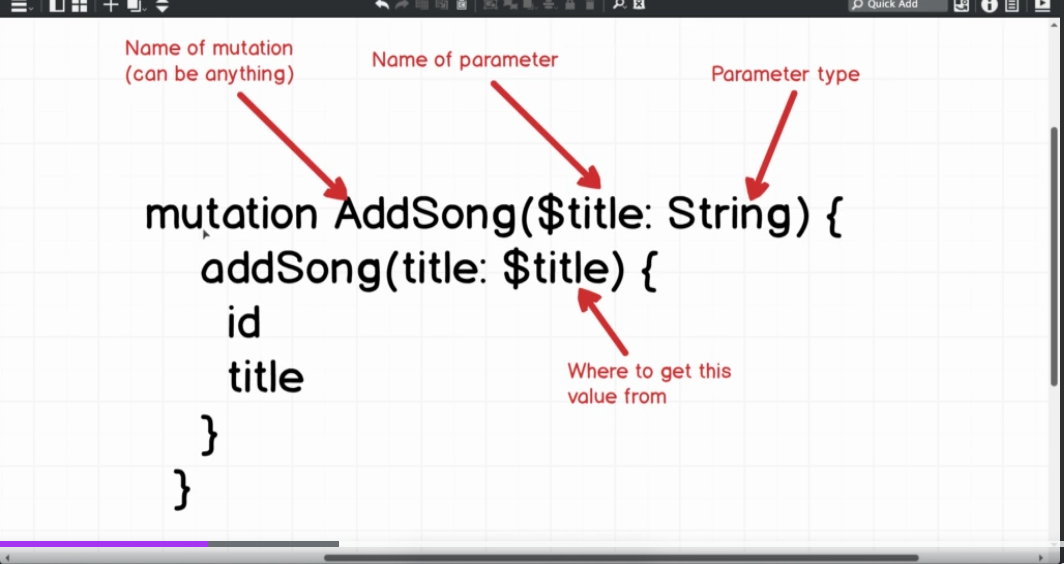 Quick Add
Name of mutation
(can be anything)
Name of parameter
Parameter type
mutation AddSong($title: String) {
addSong(title: $title) {
id
title
}
}
Where to get this
value from